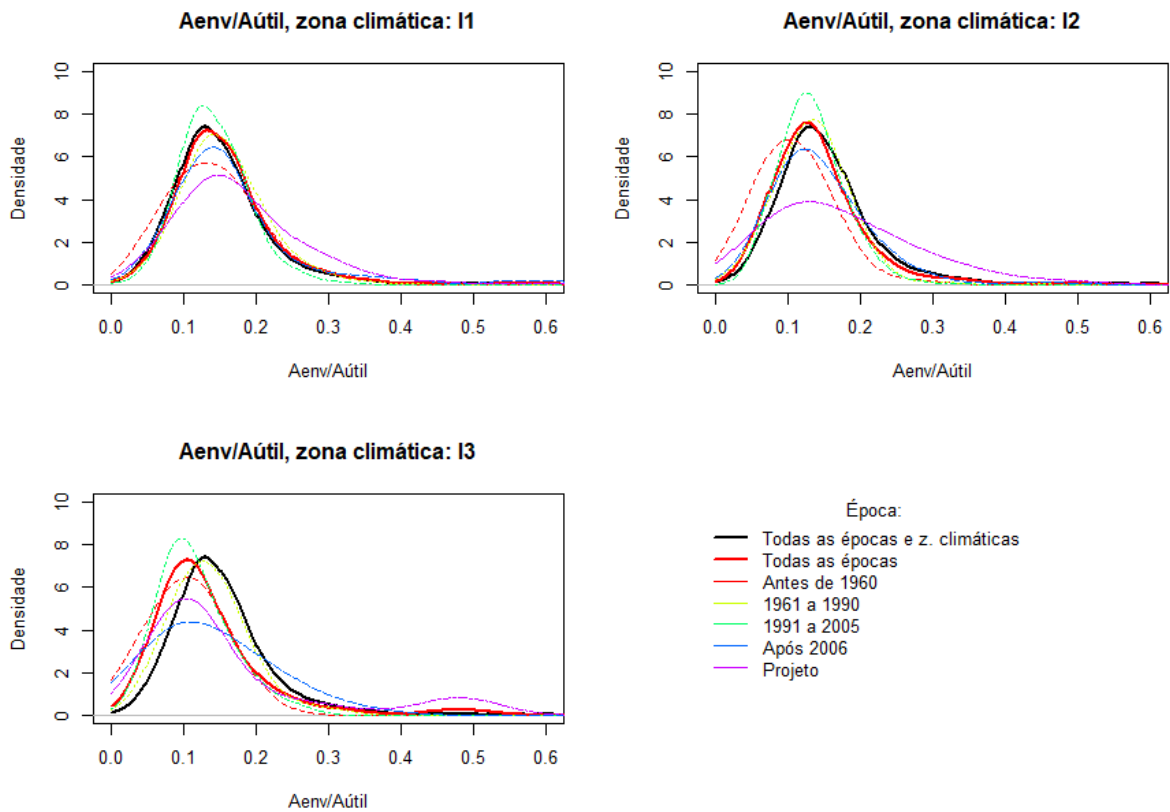 Aenv/Aútil, zona climática: I1
Densidade
0 2 4 6 8 10
0.0 0.1 0.2 0.3 0.4 0.5 0.6
Aenv/Aútil
Aenv/Aútil, zona climática: I2
Densidade
0 2 4 6 8 10
0.0 0.1 0.2 0.3 0.4 0.5 0.6
Aenv/Aútil
Aenv/Aútil, zona climática: I3
Densidade
0 2 4 6 8 10
0.0 0.1 0.2 0.3 0.4 0.5 0.6
Aenv/Aútil
Época:
Todas as épocas e z. climáticas
Todas as épocas
Antes de 1960
1961 a 1990
1991 a 2005
Após 2006
Projeto